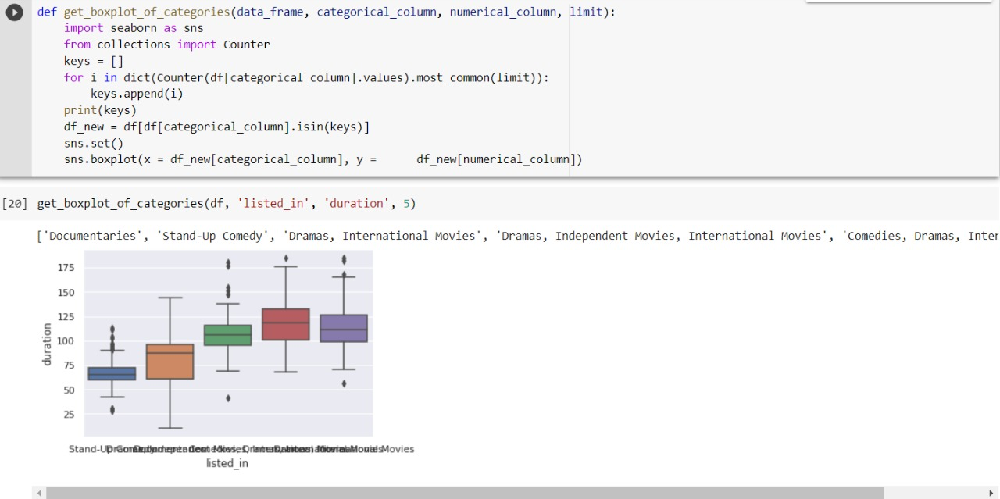 def get_boxplot_of_categories(data_frame, categorical_column, numerical_column, limit):
import seaborn as sns
from collections import Counter
keys = []
for i in dict(Counter(df[categorical_column].values).most_common(limit)):
keys.append(i)
print(keys)
df_new = df[df[categorical_column].isin(keys)]
sns.set()
sns.boxplot(x = df_new[categorical_column], y = df_new[numerical_column])
[20] get_boxplot_of_categories(df, 'listed_in', 'duration', 5)
['Documentaries', 'Stand-Up Comedy', 'Dramas, International Movies', 'Dramas, Independent Movies, International Movies', 'Comedies, Dramas, Inter
175
150
125
100
75
50
25
duration
Stand-Up Movies
listed_in